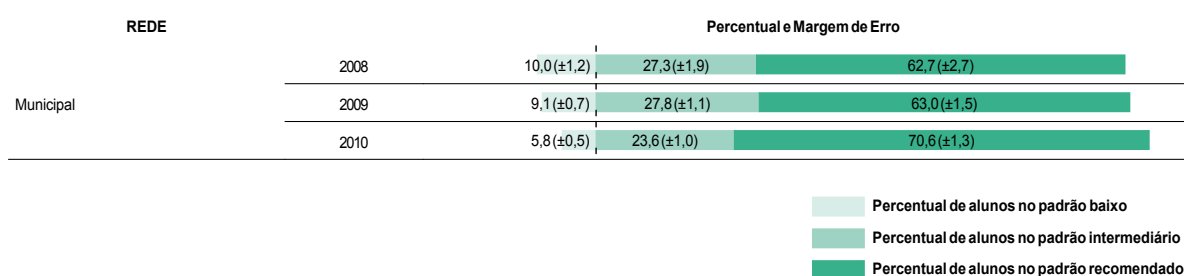 REDE Percentual e Margem de Erro
2008 10,0 (±1,2) 27,3 (±1,9) 62,7 (±2,7)
Municipal 2009 9,1 (±0,7) 27,8 (±1,1) 63,0 (±1,5)
2010 5,8 (±0,5) 23,6 (±1,0) 70,6 (±1,3)
Percentual de alunos no padrão baixo
Percentual de alunos no padrão intermediário
Percentual de alunos no padrão recomendado